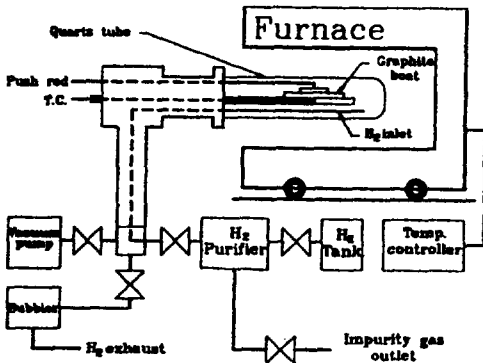 Furnace
Quartz tube
Graphite
boat
Push rod
T.C.
H₂ inlet
Vacuum
pump
H₂
Purifier
H₂
Tank
Temp.
controller
Bubbler
H₂ exhaust
Impurity gas
outlet